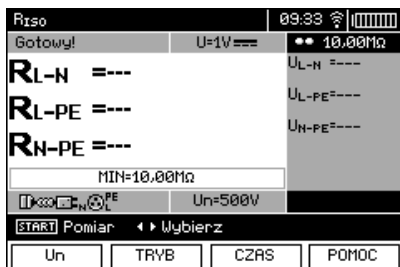 RISO 09:33
Gotowy! U=1V 10,00MΩ
RL-N =---
RL-PE =---
RN-PE =---
UL-N =---
UL-PE=---
UN-PE=---
MIN=10,00MΩ
N PE L Un=500V
START Pomiar Wybierz
Un TRYB CZAS POMOC